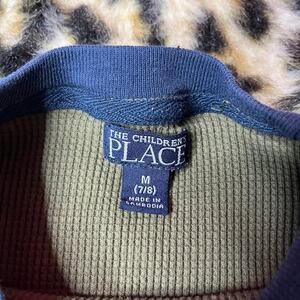 THE CHILDREN'S
PLACE
M
(7/8)
MADE IN
CAMBODIA